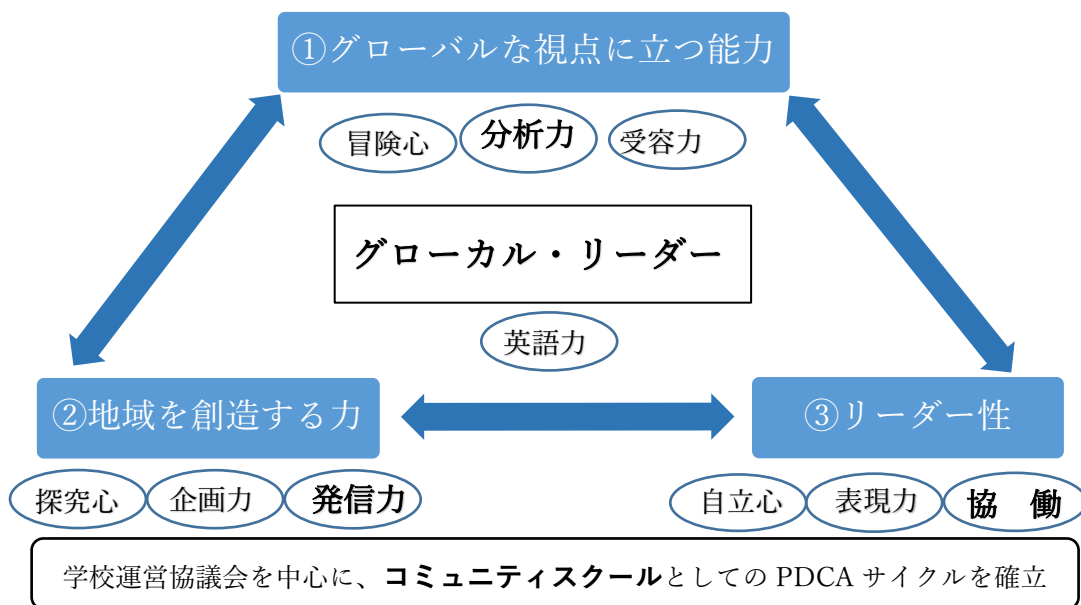 ①グローバルな視点に立つ能力
冒険心
分析力
受容力
グローカル・リーダー
英語力
②地域を創造する力
③リーダー性
探究心
企画力
発信力
自立心
表現力
協　働
学校運営協議会を中心に、コミュニティスクールとしての PDCA サイクルを確立